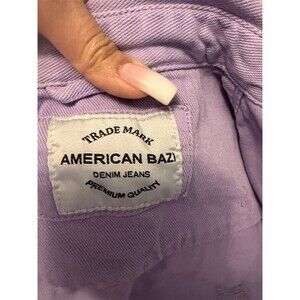 TRADE MARK
AMERICAN BAZI
DENIM JEANS
PREMIUM QUALITY